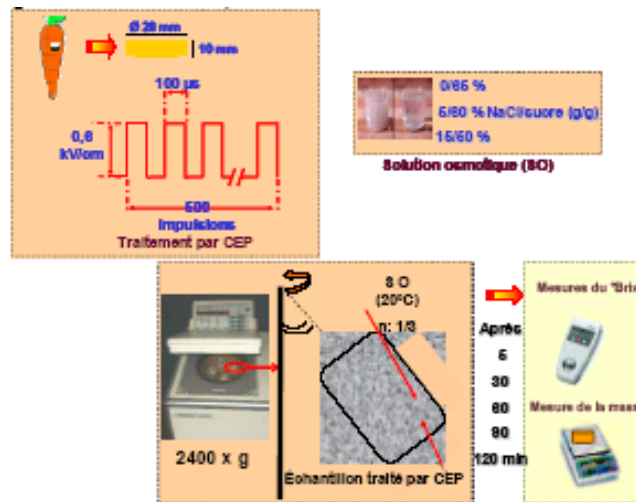 Ø 28 mm
10 mm
100 µs
0,6
kV/cm
500
Impulsions
Traitement par CEP
0/65 %
5/60 % NaCl/sucre (g/g)
15/50 %
Solution osmotique (SO)
2400 x g
S O
(20°C)
n: 1/3
Échantillon traité par CEP
Après
5
30
60
90
120 min
Mesures du °Brix
Mesure de la masse